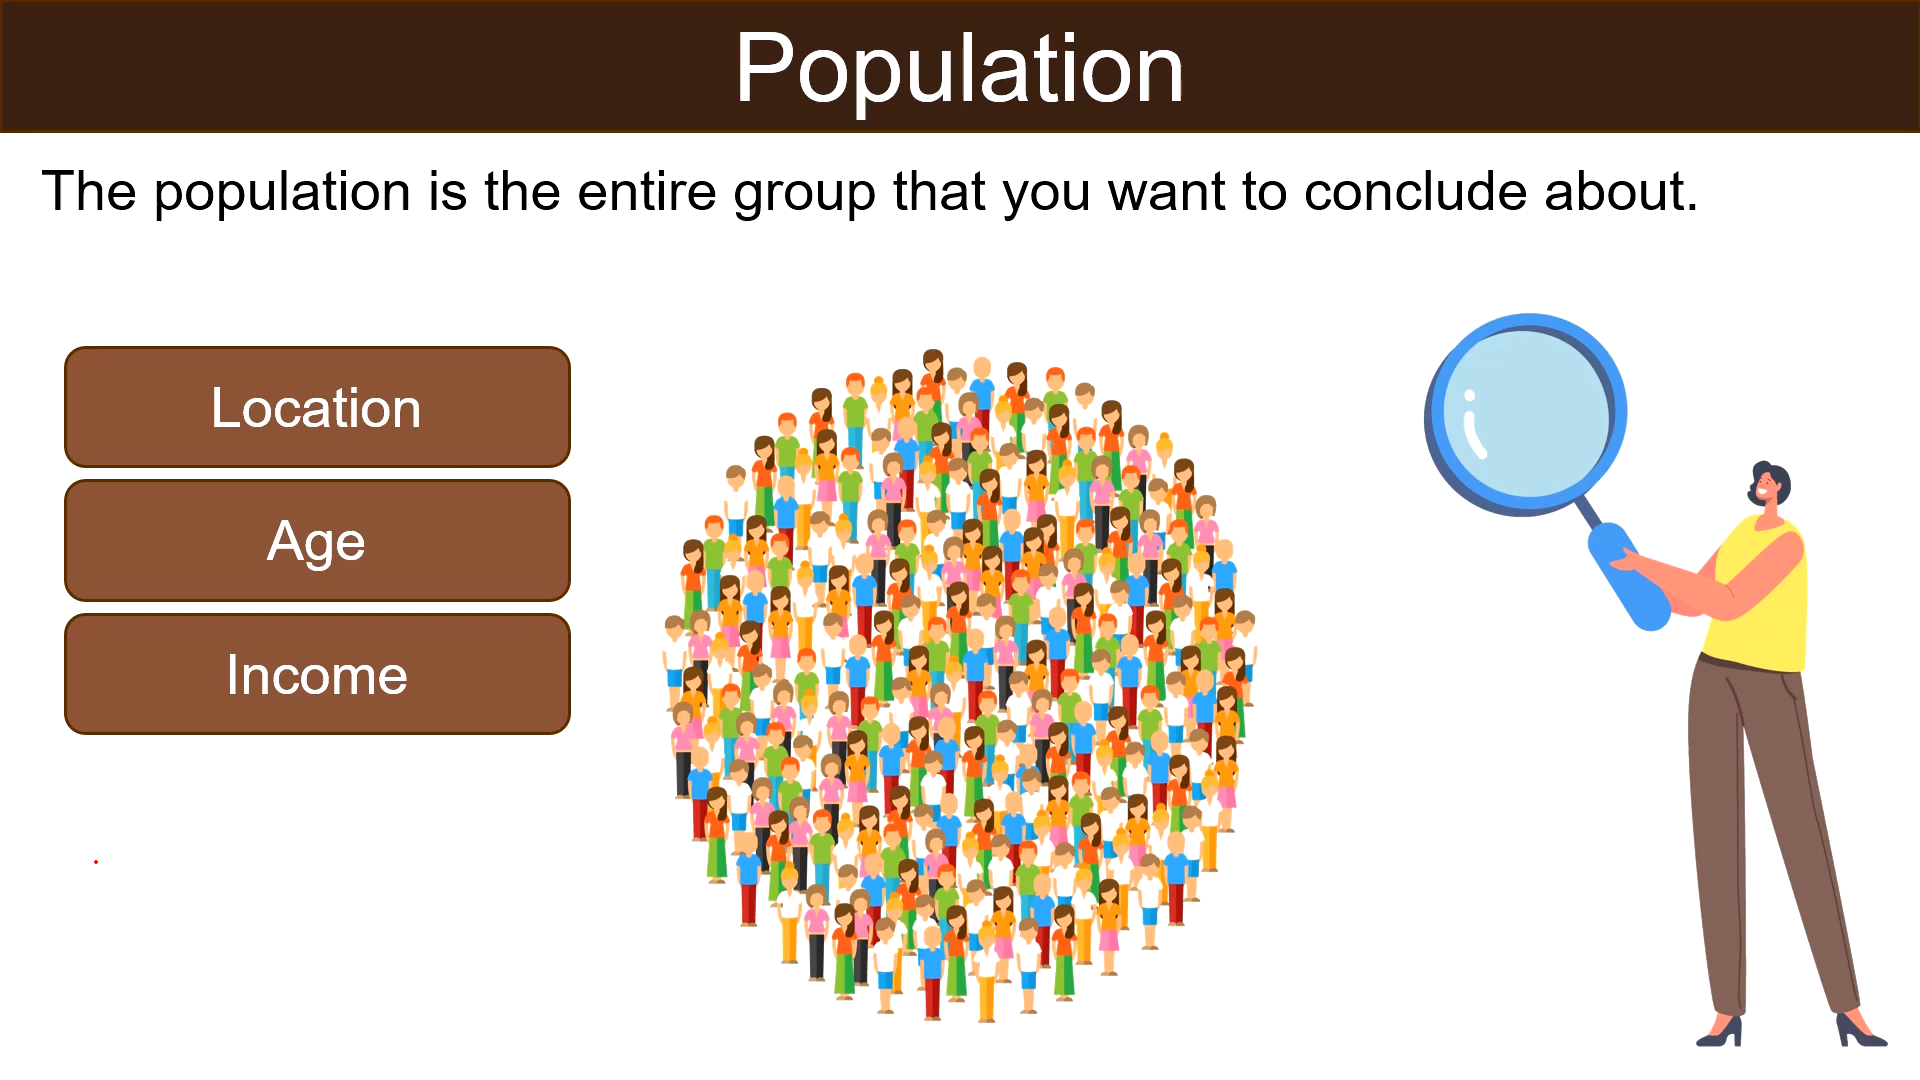 Population
The population is the entire group that you want to conclude about.
Location
Age
Income